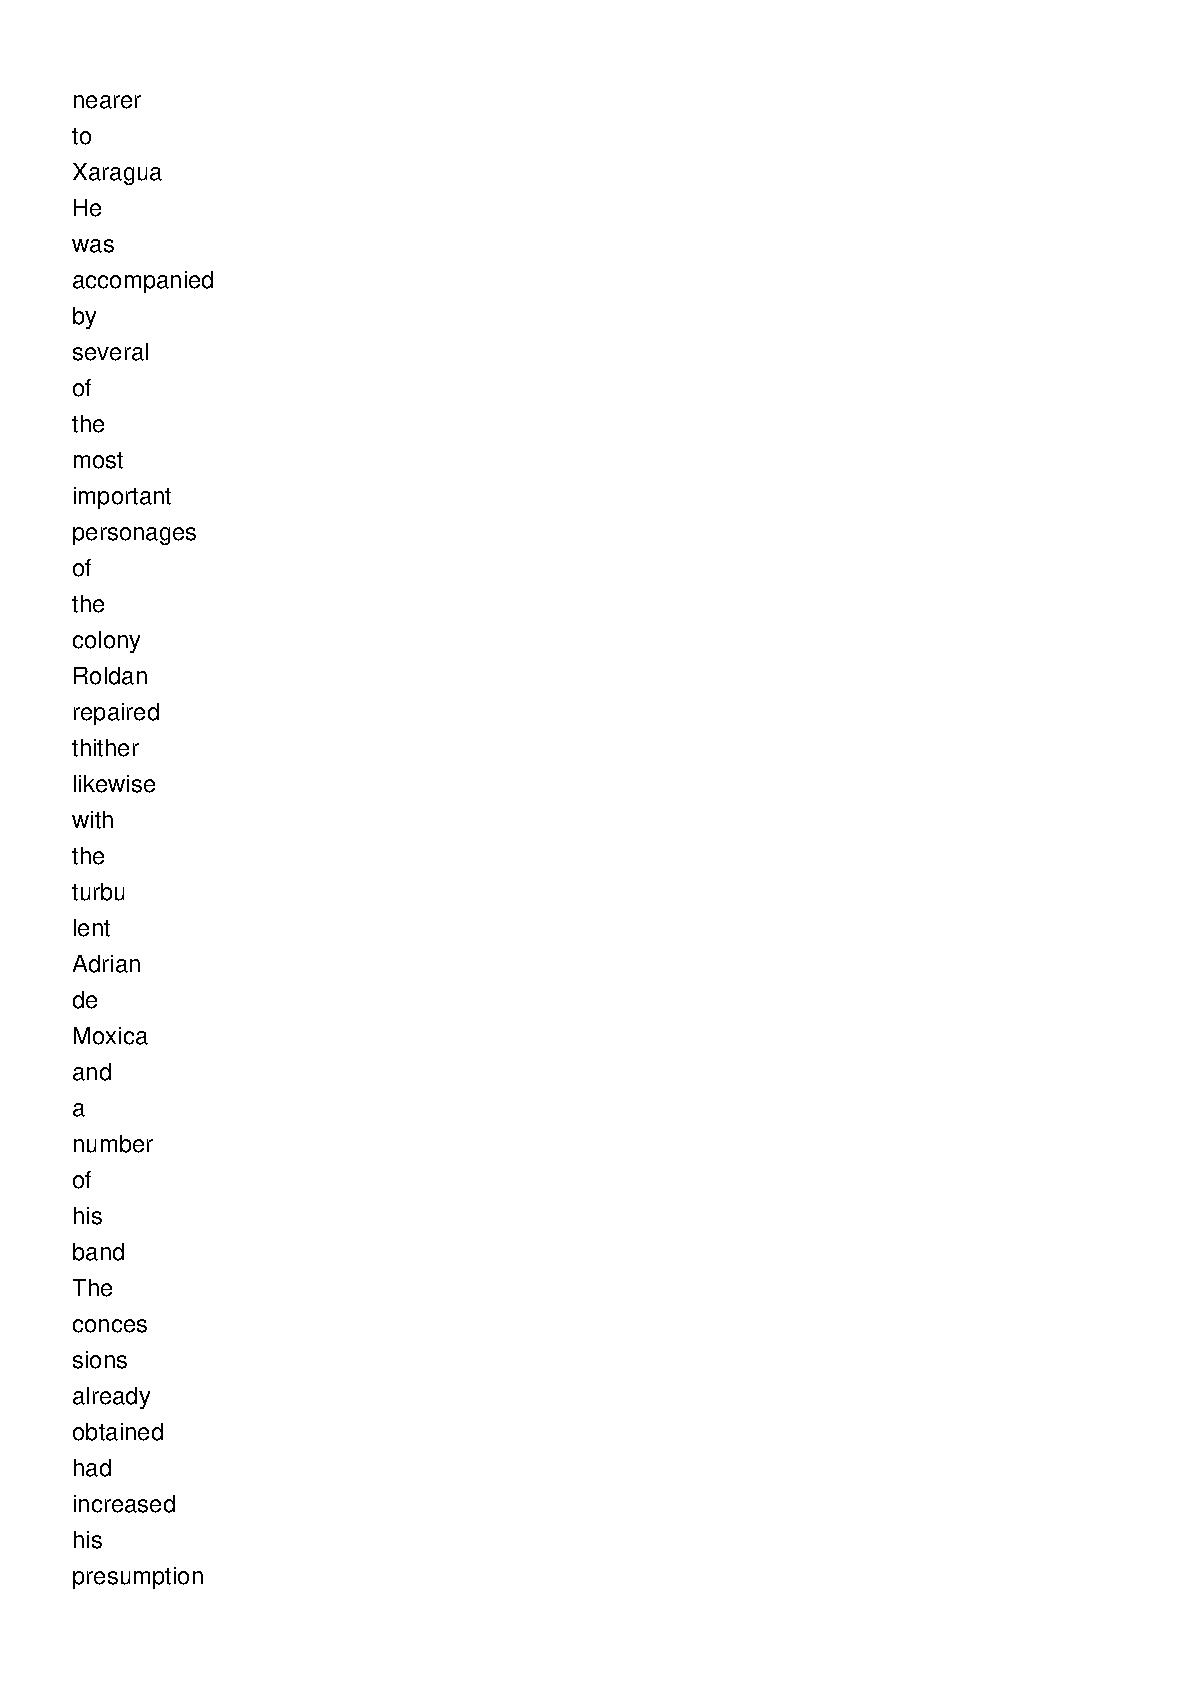 nearer
to
Xaragua
He
was
accompanied
by
several
of
the
most
important
personages
of
the
colony
Roldan
repaired
thither
likewise
with
the
turbu
lent
Adrian
de
Moxica
and
a
number
of
his
band
The
conces
sions
already
obtained
had
increased
his
presumption